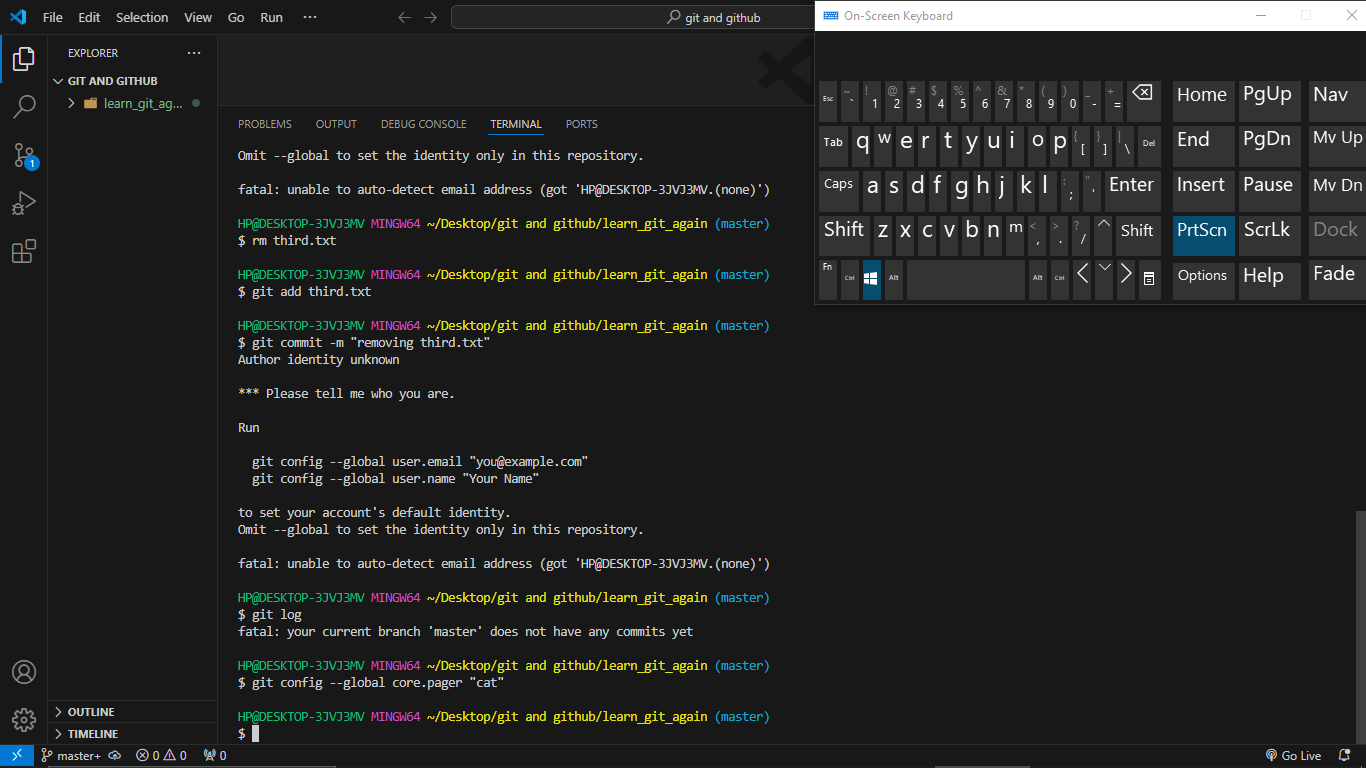 File Edit Selection View Go Run ··· git and github
On-Screen Keyboard
EXPLORER ···
GIT AND GITHUB
learn_git_ag...
1
PROBLEMS OUTPUT DEBUG CONSOLE TERMINAL PORTS
Omit --global to set the identity only in this repository.
fatal: unable to auto-detect email address (got 'HP@DESKTOP-3JVJ3MV.(none)')
HP@DESKTOP-3JVJ3MV MINGW64 ~/Desktop/git and github/learn_git_again (master)
$ rm third.txt
HP@DESKTOP-3JVJ3MV MINGW64 ~/Desktop/git and github/learn_git_again (master)
$ git add third.txt
HP@DESKTOP-3JVJ3MV MINGW64 ~/Desktop/git and github/learn_git_again (master)
$ git commit -m "removing third.txt"
Author identity unknown
*** Please tell me who you are.
Run
git config --global user.email "you@example.com"
git config --global user.name "Your Name"
to set your account's default identity.
Omit --global to set the identity only in this repository.
fatal: unable to auto-detect email address (got 'HP@DESKTOP-3JVJ3MV.(none)')
HP@DESKTOP-3JVJ3MV MINGW64 ~/Desktop/git and github/learn_git_again (master)
$ git log
fatal: your current branch 'master' does not have any commits yet
HP@DESKTOP-3JVJ3MV MINGW64 ~/Desktop/git and github/learn_git_again (master)
$ git config --global core.pager "cat"
HP@DESKTOP-3JVJ3MV MINGW64 ~/Desktop/git and github/learn_git_again (master)
$
OUTLINE
TIMELINE
master+ 0 0 0 Go Live
Esc ~ ` ! 1 @ 2 # 3 $ 4 % 5 ^ 6 & 7 * 8 ( 9 ) 0 _ - + = Home PgUp Nav
Tab q w e r t y u i o p { [ } ] | \ Del End PgDn Mv Up
Caps a s d f g h j k l : ; " ' Enter Insert Pause Mv Dn
Shift z x c v b n m < , > . ? / ^ Shift PrtScn ScrLk Dock
Fn Ctrl Alt Alt Ctrl Options Help Fade